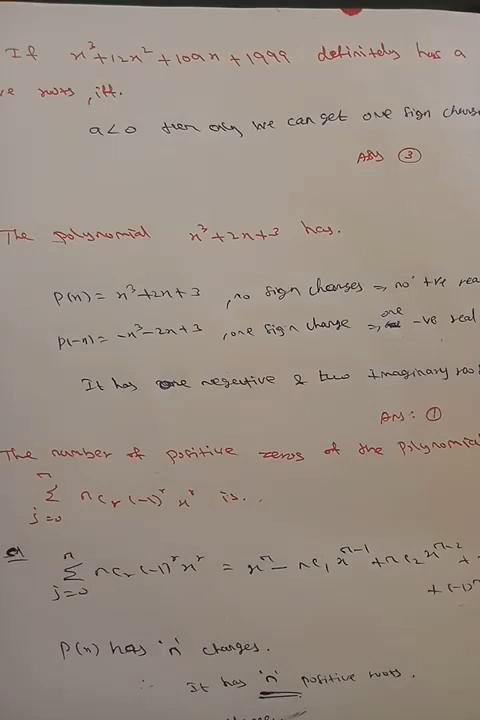 If x³+12x²+10ax+1999 definitely has a
ve roots, iff.
a<0 then only we can get one sign change
Ans ③
The polynomial x³+2x+3 has.
P(x) = x³+2x+3 , no sign changes ⇒ no +ve real
P(-x) = -x³-2x+3 , one sign change ⇒ one -ve real
It has one negative & two imaginary roots
Ans: ①
The number of positive zeros of the polynomial
n Σ j=0 ncᵣ (-1)ʳ xʳ is..
n Σ j=0 ncᵣ (-1)ʳ xʳ = xⁿ - nc₁ xⁿ⁻¹ + nc₂ xⁿ⁻² +
+ (-1)ⁿ
P(x) has 'n' changes.
∴ It has 'n' positive roots.